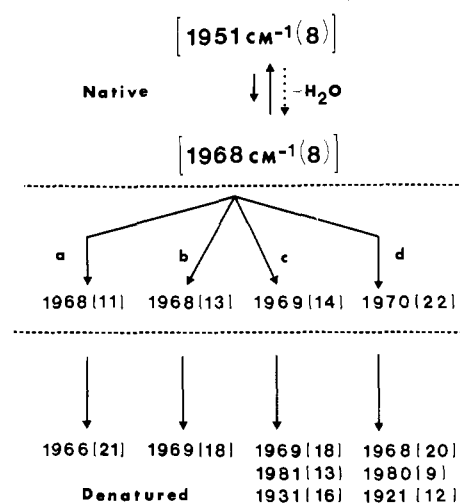 [1951 cm⁻¹(8)]
Native
-H₂O
[1968 cm⁻¹(8)]
a b c d
1968(11) 1968(13) 1969(14) 1970(22)
1966(21) 1969(18) 1969(18) 1968(20)
1981(13) 1980(9)
Denatured 1931(16) 1921(12)